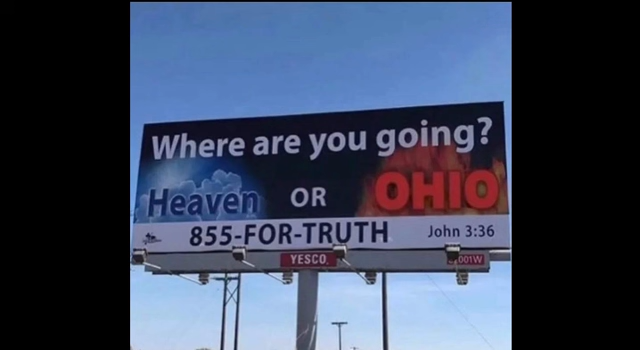 Where are you going?
Heaven OR OHIO
855-FOR-TRUTH John 3:36
YESCO.